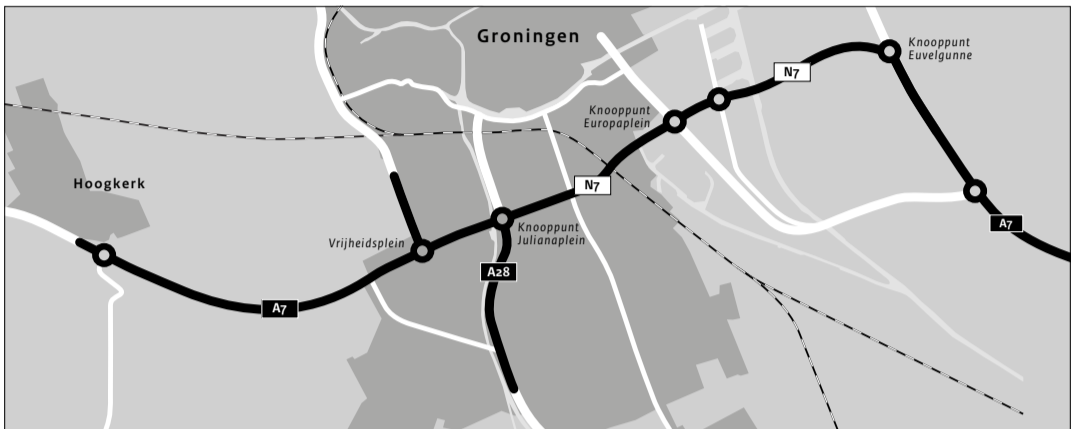 Groningen
Knooppunt
Euvelgunne
N7
Knooppunt
Europaplein
Hoogkerk
N7
Knooppunt
Julianaplein
Vrijheidsplein
A7
A28
A7